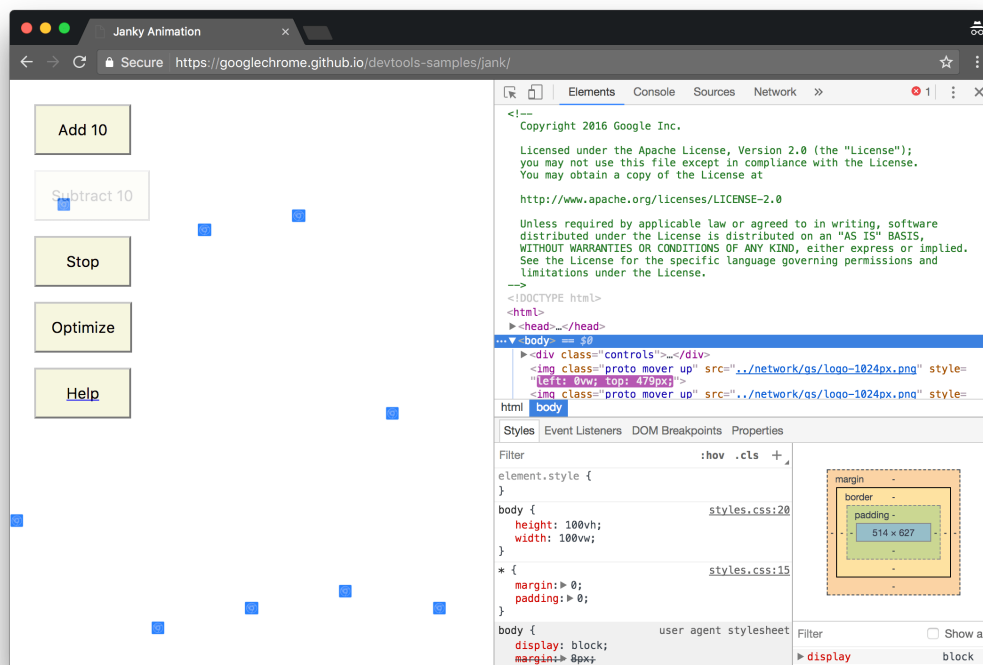 Janky Animation
Secure https://googlechrome.github.io/devtools-samples/jank/
Add 10
Subtract 10
Stop
Optimize
Help
Elements Console Sources Network » 1
<!--
Copyright 2016 Google Inc.
Licensed under the Apache License, Version 2.0 (the "License");
you may not use this file except in compliance with the License.
You may obtain a copy of the License at
http://www.apache.org/licenses/LICENSE-2.0
Unless required by applicable law or agreed to in writing, software
distributed under the License is distributed on an "AS IS" BASIS,
WITHOUT WARRANTIES OR CONDITIONS OF ANY KIND, either express or implied.
See the License for the specific language governing permissions and
limitations under the License.
-->
<!DOCTYPE html>
<html>
▶<head>…</head>
…▼<body> == $0
▶<div class="controls">…</div>
<img class="proto mover up" src="../network/gs/logo-1024px.png" style=
"left: 0vw; top: 479px;">
<img class="proto mover up" src="../network/gs/logo-1024px.png" style=
html body
Styles Event Listeners DOM Breakpoints Properties
Filter :hov .cls +
element.style {
}
body { styles.css:20
height: 100vh;
width: 100vw;
}
* { styles.css:15
margin:▶0;
padding:▶0;
}
body { user agent stylesheet
display: block;
margin:▶8px;
margin -
border -
padding -
- - - 514 × 627 - - -
-
-
-
Filter Show a
▶display block